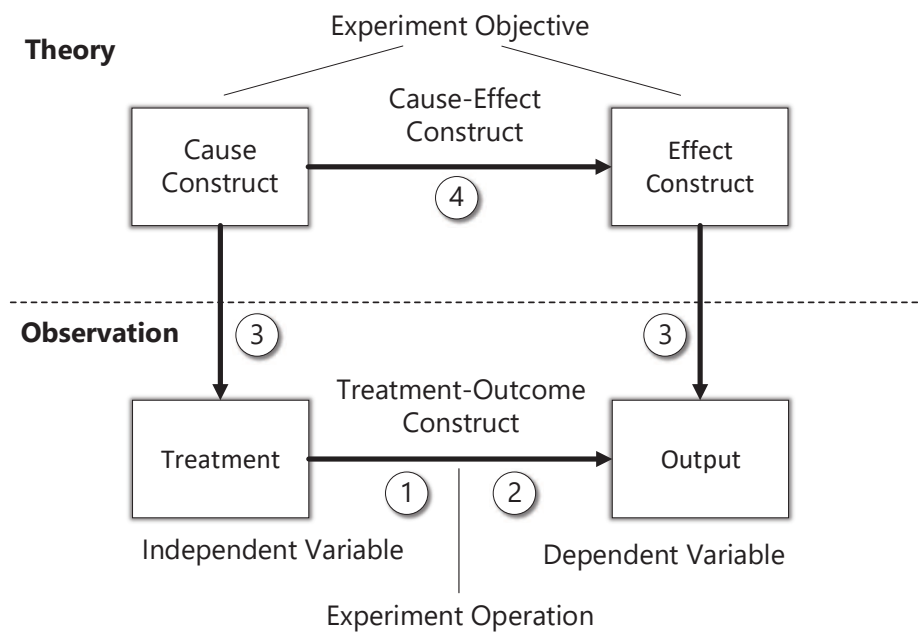 Experiment Objective
Theory
Cause-Effect
Construct
Cause
Construct
Effect
Construct
4
Observation
3
3
Treatment-Outcome
Construct
Treatment
Output
1
2
Independent Variable
Dependent Variable
Experiment Operation